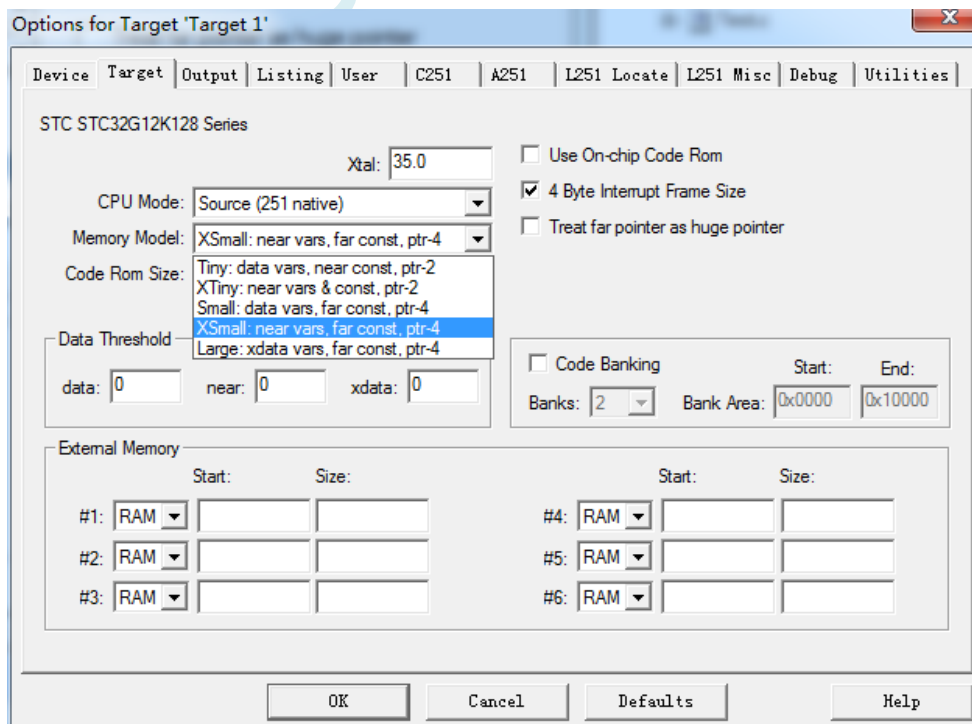 Options for Target 'Target 1'
Device Target Output Listing User C251 A251 L251 Locate L251 Misc Debug Utilities
STC STC32G12K128 Series
Xtal: 35.0
Use On-chip Code Rom
CPU Mode: Source (251 native)
4 Byte Interrupt Frame Size
Memory Model: XSmall: near vars, far const, ptr-4
Treat far pointer as huge pointer
Code Rom Size:
Tiny: data vars, near const, ptr-2
XTiny: near vars & const, ptr-2
Small: data vars, far const, ptr-4
XSmall: near vars, far const, ptr-4
Large: xdata vars, far const, ptr-4
Data Threshold
data: 0 near: 0 xdata: 0
Code Banking Start: End:
Banks: 2 Bank Area: 0x0000 0x10000
External Memory
Start: Size: Start: Size:
#1: RAM #4: RAM
#2: RAM #5: RAM
#3: RAM #6: RAM
OK Cancel Defaults Help